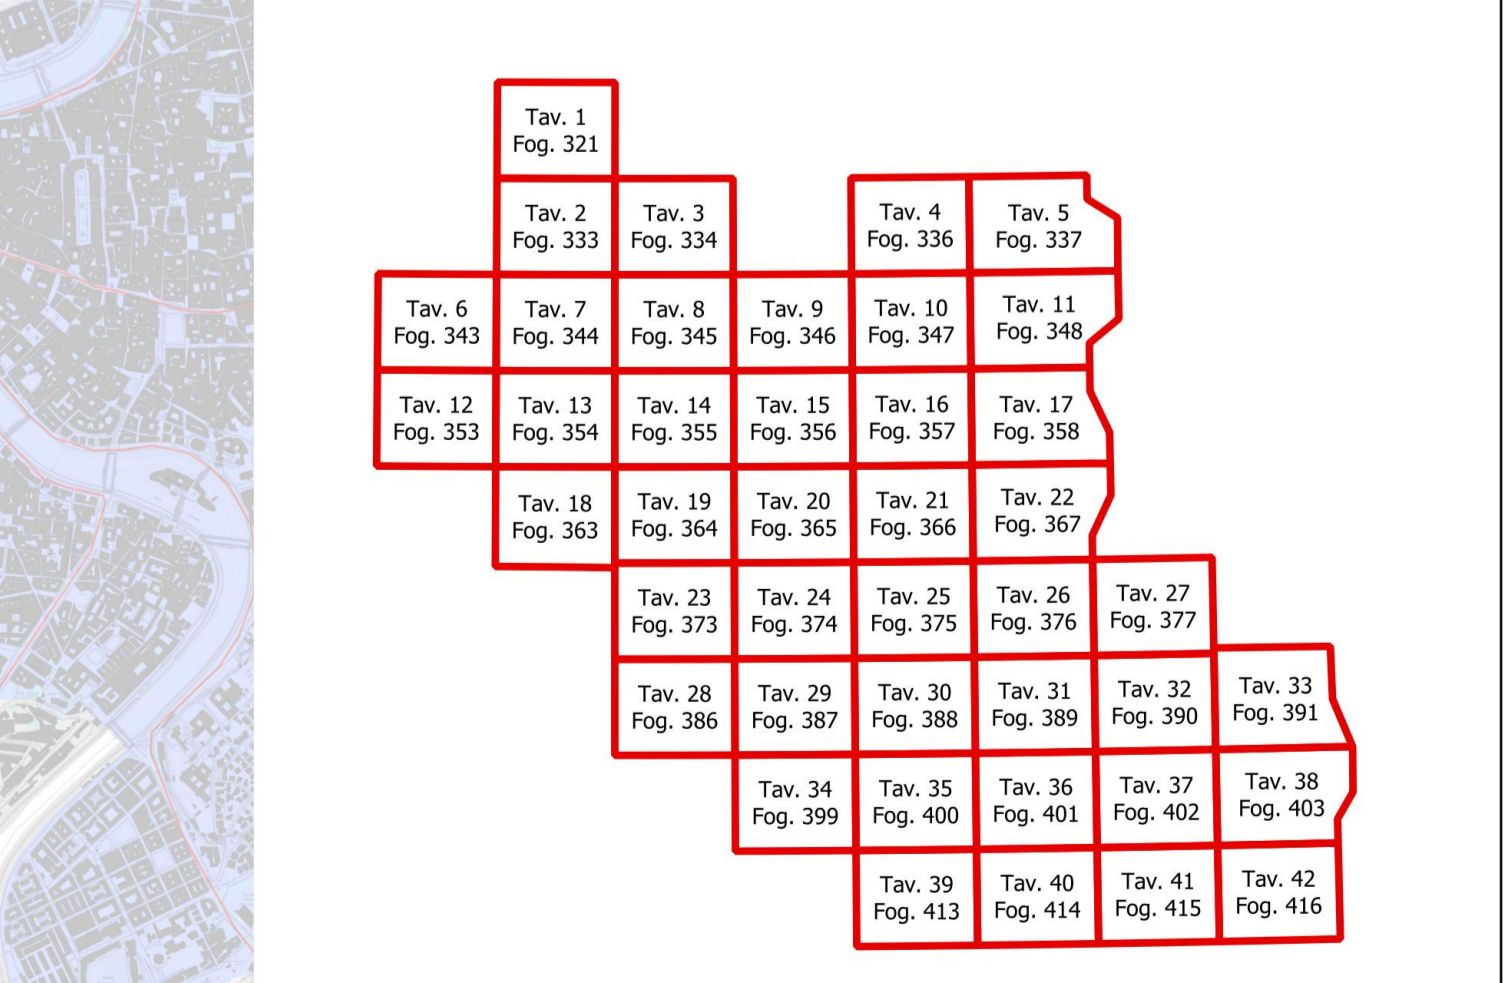 Tav. 1
Fog. 321
Tav. 2
Fog. 333
Tav. 3
Fog. 334
Tav. 4
Fog. 336
Tav. 5
Fog. 337
Tav. 6
Fog. 343
Tav. 7
Fog. 344
Tav. 8
Fog. 345
Tav. 9
Fog. 346
Tav. 10
Fog. 347
Tav. 11
Fog. 348
Tav. 12
Fog. 353
Tav. 13
Fog. 354
Tav. 14
Fog. 355
Tav. 15
Fog. 356
Tav. 16
Fog. 357
Tav. 17
Fog. 358
Tav. 18
Fog. 363
Tav. 19
Fog. 364
Tav. 20
Fog. 365
Tav. 21
Fog. 366
Tav. 22
Fog. 367
Tav. 23
Fog. 373
Tav. 24
Fog. 374
Tav. 25
Fog. 375
Tav. 26
Fog. 376
Tav. 27
Fog. 377
Tav. 28
Fog. 386
Tav. 29
Fog. 387
Tav. 30
Fog. 388
Tav. 31
Fog. 389
Tav. 32
Fog. 390
Tav. 33
Fog. 391
Tav. 34
Fog. 399
Tav. 35
Fog. 400
Tav. 36
Fog. 401
Tav. 37
Fog. 402
Tav. 38
Fog. 403
Tav. 39
Fog. 413
Tav. 40
Fog. 414
Tav. 41
Fog. 415
Tav. 42
Fog. 416